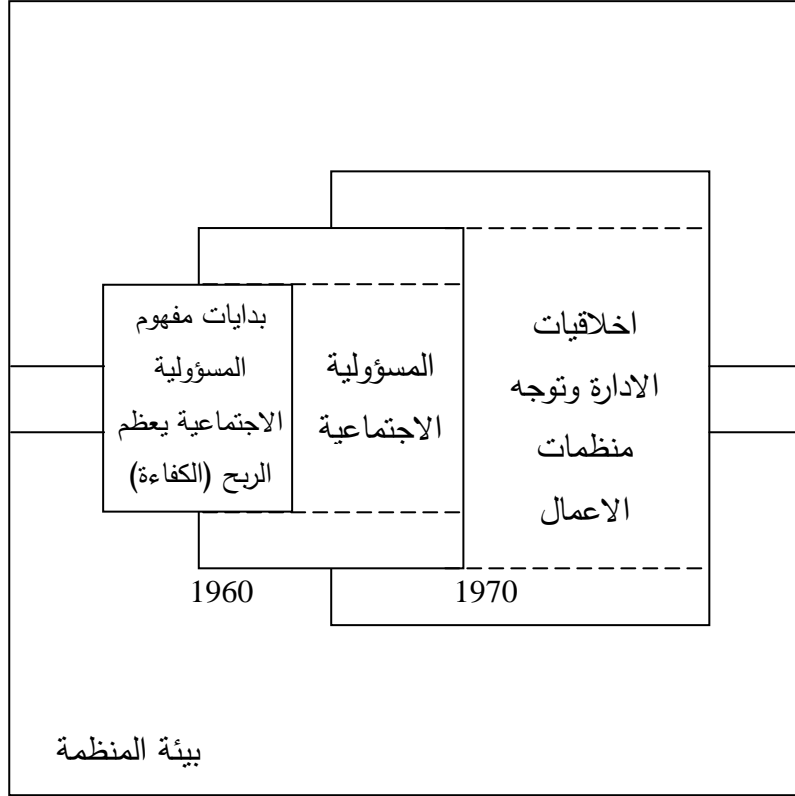 بدايات مفهوم
المسؤولية
الاجتماعية يعظم
الربح (الكفاءة)
المسؤولية
الاجتماعية
اخلاقيات
الادارة وتوجه
منظمات
الاعمال
1960
1970
بيئة المنظمة